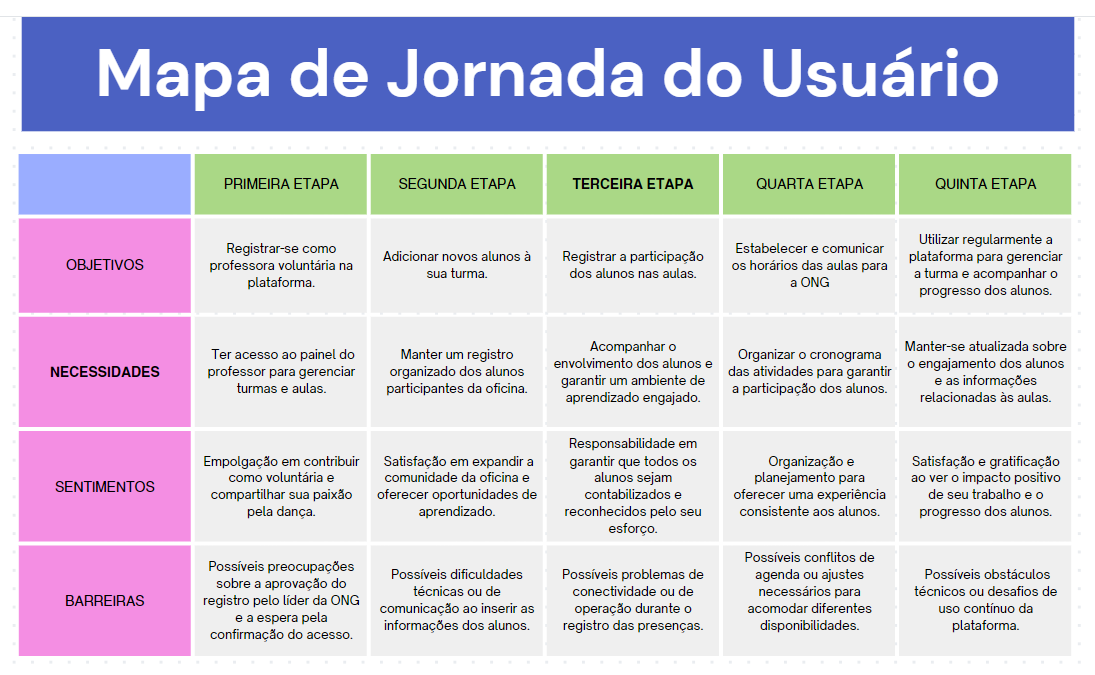 Mapa de Jornada do Usuário
PRIMEIRA ETAPA
SEGUNDA ETAPA
TERCEIRA ETAPA
QUARTA ETAPA
QUINTA ETAPA
OBJETIVOS
Registrar-se como
professora voluntária na
plataforma.
Adicionar novos alunos à
sua turma.
Registrar a participação
dos alunos nas aulas.
Estabelecer e comunicar
os horários das aulas para
a ONG
Utilizar regularmente a
plataforma para gerenciar
a turma e acompanhar o
progresso dos alunos.
NECESSIDADES
Ter acesso ao painel do
professor para gerenciar
turmas e aulas.
Manter um registro
organizado dos alunos
participantes da oficina.
Acompanhar o
envolvimento dos alunos e
garantir um ambiente de
aprendizado engajado.
Organizar o cronograma
das atividades para garantir
a participação dos alunos.
Manter-se atualizada sobre
o engajamento dos alunos
e as informações
relacionadas às aulas.
SENTIMENTOS
Empolgação em contribuir
como voluntária e
compartilhar sua paixão
pela dança.
Satisfação em expandir a
comunidade da oficina e
oferecer oportunidades de
aprendizado.
Responsabilidade em
garantir que todos os
alunos sejam
contabilizados e
reconhecidos pelo seu
esforço.
Organização e
planejamento para
oferecer uma experiência
consistente aos alunos.
Satisfação e gratificação
ao ver o impacto positivo
de seu trabalho e o
progresso dos alunos.
BARREIRAS
Possíveis preocupações
sobre a aprovação do
registro pelo líder da ONG
e a espera pela
confirmação do acesso.
Possíveis dificuldades
técnicas ou de
comunicação ao inserir as
informações dos alunos.
Possíveis problemas de
conectividade ou de
operação durante o
registro das presenças.
Possíveis conflitos de
agenda ou ajustes
necessários para
acomodar diferentes
disponibilidades.
Possíveis obstáculos
técnicos ou desafios de
uso contínuo da
plataforma.